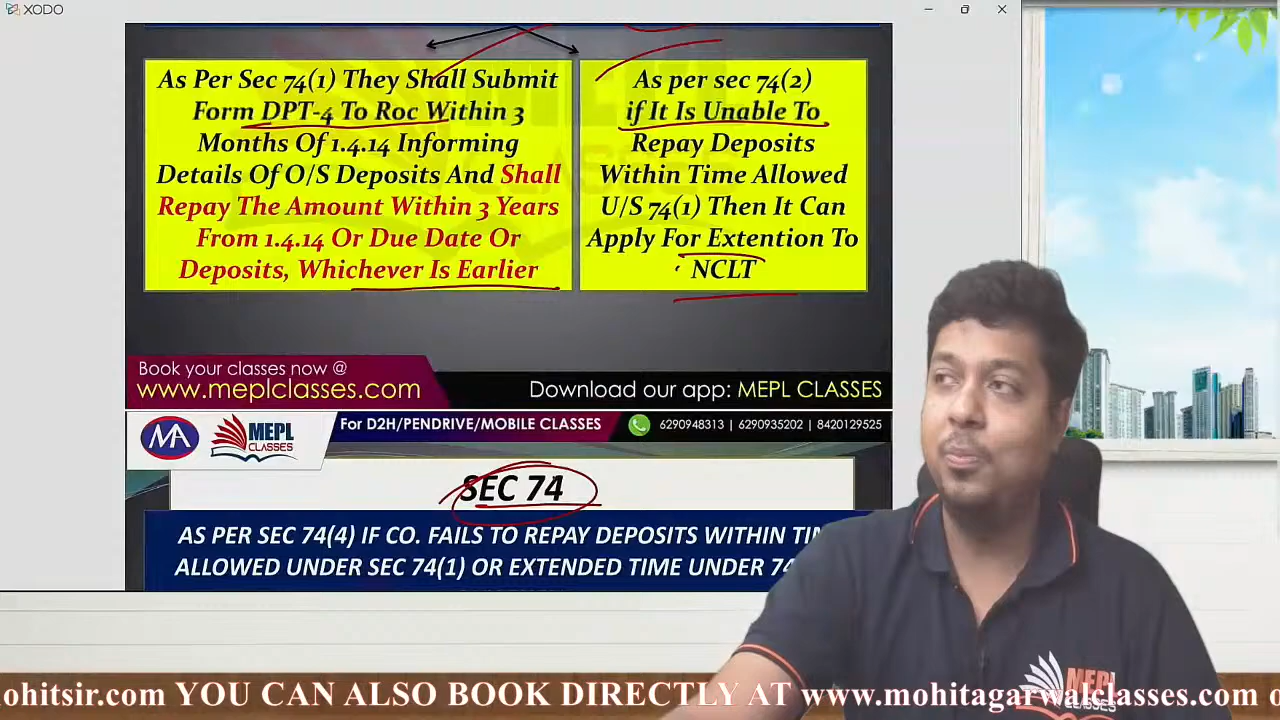 XODO
As Per Sec 74(1) They Shall Submit
Form DPT-4 To Roc Within 3
Months Of 1.4.14 Informing
Details Of O/S Deposits And Shall
Repay The Amount Within 3 Years
From 1.4.14 Or Due Date Or
Deposits, Whichever Is Earlier
As per sec 74(2)
if It Is Unable To
Repay Deposits
Within Time Allowed
U/S 74(1) Then It Can
Apply For Extention To
NCLT
Book your classes now @
www.meplclasses.com
Download our app: MEPL CLASSES
MA
MEPL
CLASSES
For D2H/PENDRIVE/MOBILE CLASSES
6290948313 | 6290935202 | 8420129525
SEC 74
AS PER SEC 74(4) IF CO. FAILS TO REPAY DEPOSITS WITHIN
ALLOWED UNDER SEC 74(1) OR EXTENDED TIME UNDER
MEPL
CLASSES
ohitsir.com YOU CAN ALSO BOOK DIRECTLY AT www.mohitagarwalclasses.com